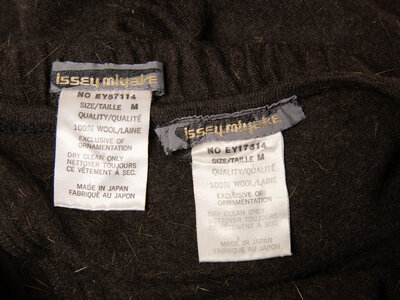 issey miyake
NO EY57114
SIZE/TAILLE M
QUALITY/QUALITÉ
100% WOOL/LAINE
EXCLUSIVE OF
ORNAMENTATION
DRY CLEAN ONLY
NETTOYER TOUJOURS
CE VÊTEMENT À SEC.
MADE IN JAPAN
FABRIQUÉ AU JAPON
issey miyake
NO EY17814
SIZE/TAILLE M
QUALITY/QUALITÉ
100% WOOL/LAINE
EXCLUSIVE OF
ORNAMENTATION
DRY CLEAN ONLY
NETTOYER TOUJOURS
CE VÊTEMENT À SEC.
MADE IN JAPAN
FABRIQUÉ AU JAPON